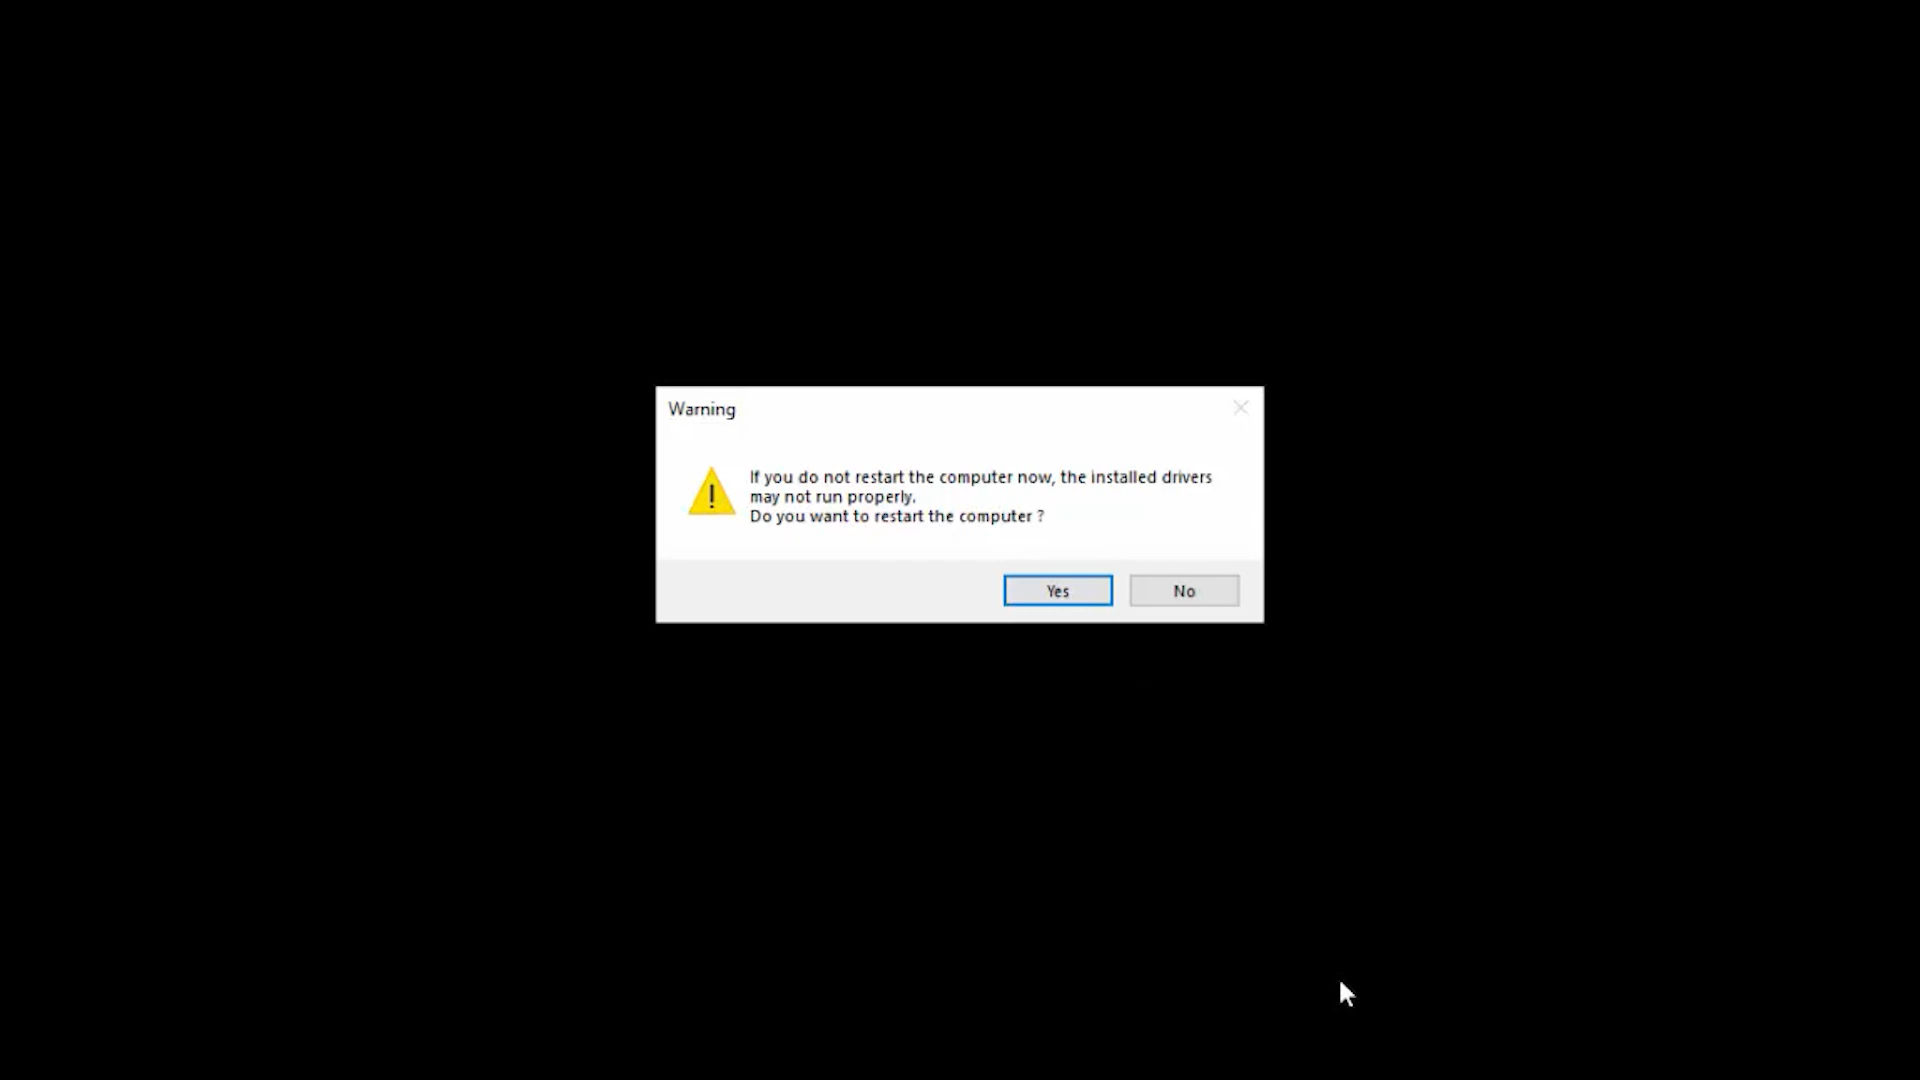 Warning
If you do not restart the computer now, the installed drivers
may not run properly.
Do you want to restart the computer ?
Yes
No